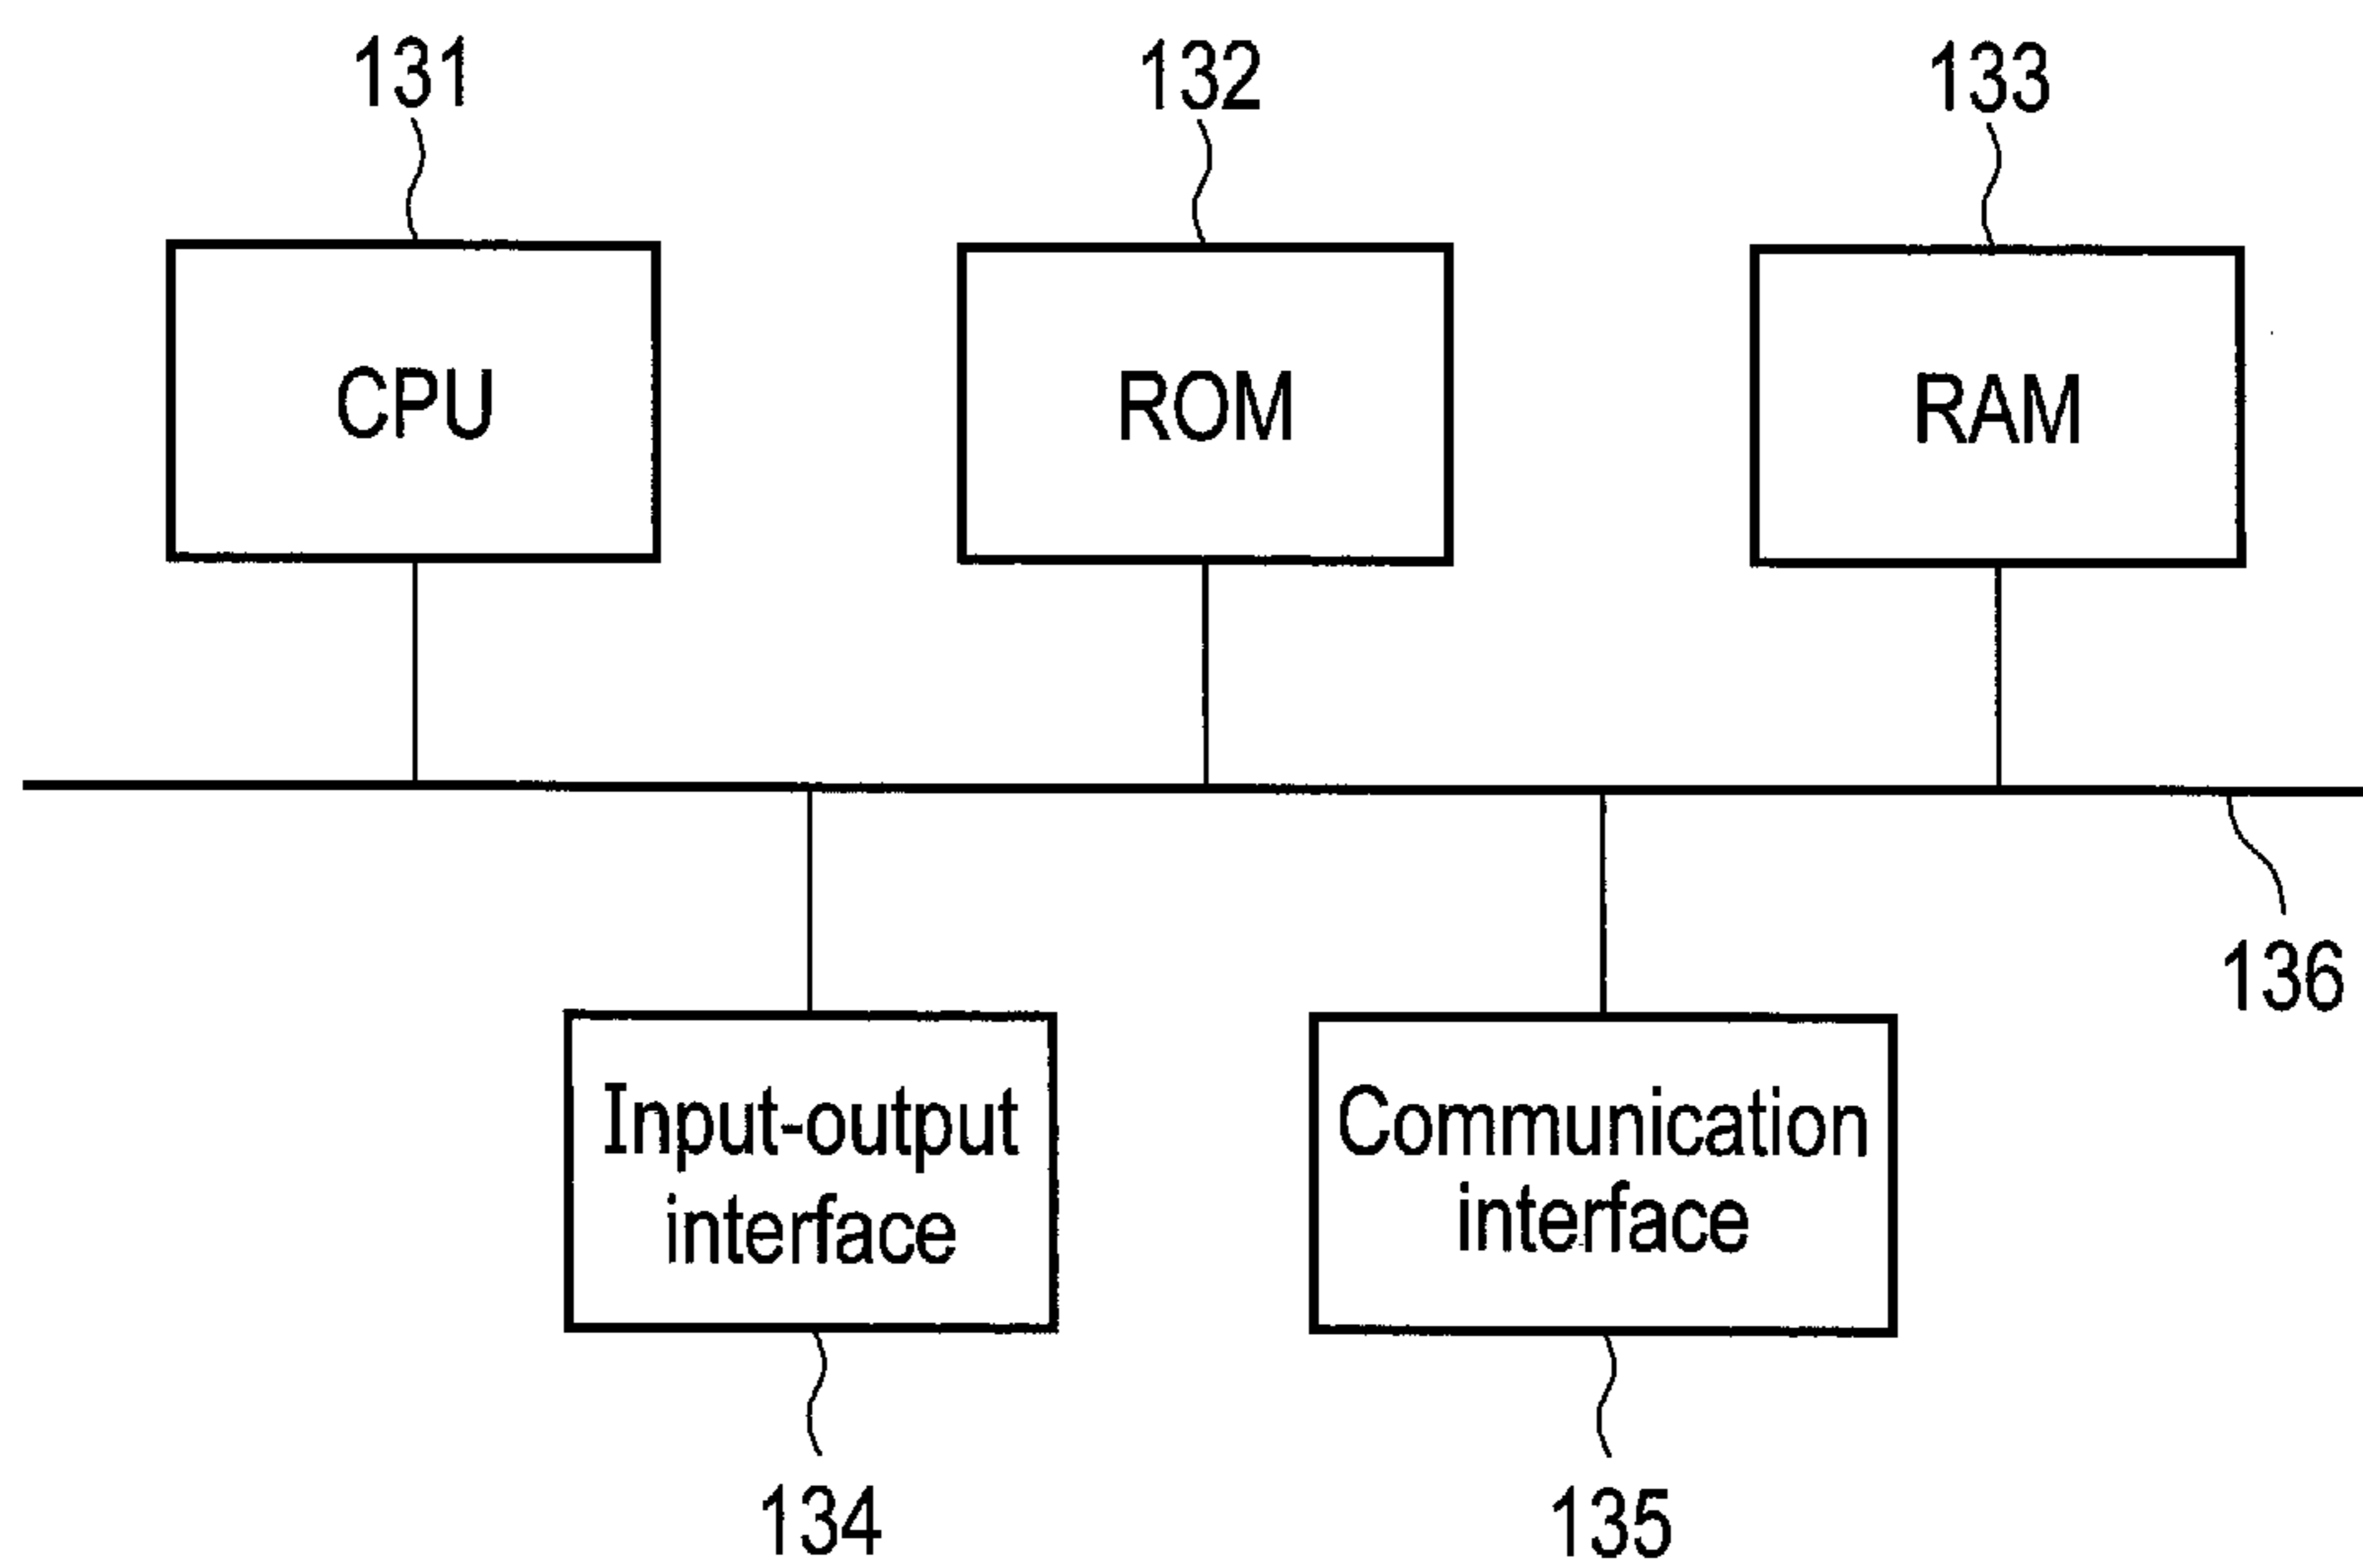 131
132
133
CPU
ROM
RAM
136
Input-output
interface
Communication
interface
134
135